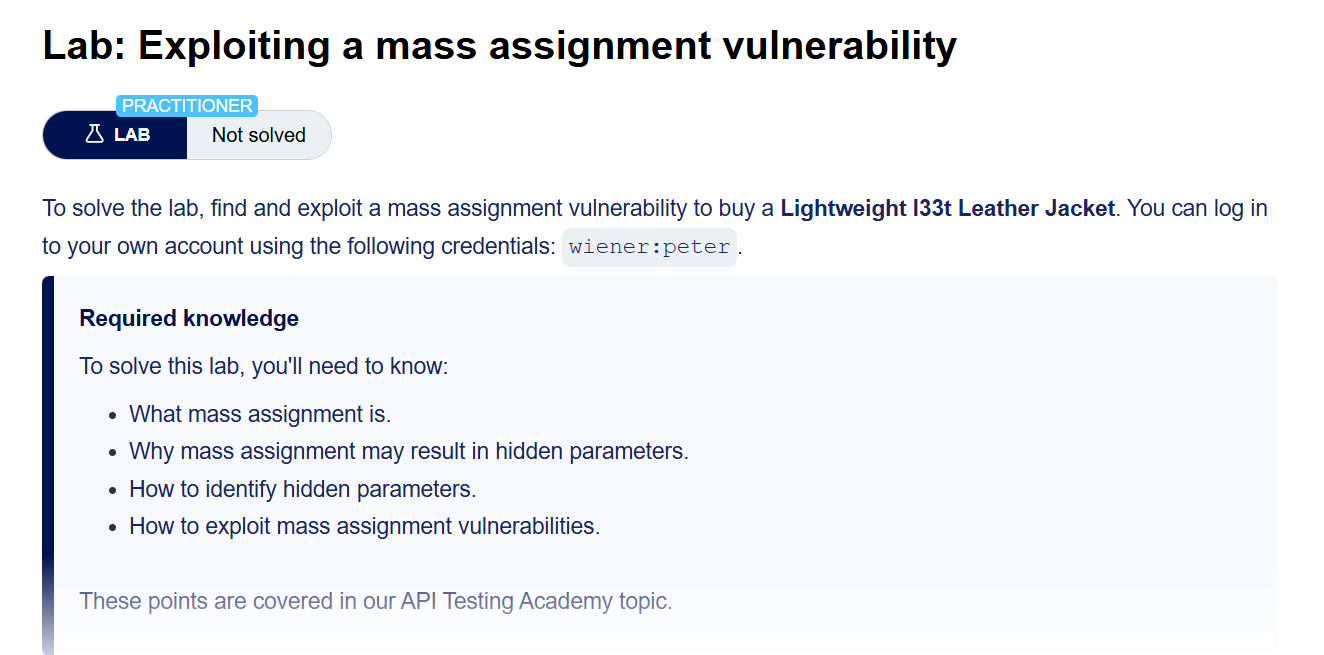 Lab: Exploiting a mass assignment vulnerability
PRACTITIONER
LAB Not solved
To solve the lab, find and exploit a mass assignment vulnerability to buy a Lightweight l33t Leather Jacket. You can log in
to your own account using the following credentials: wiener:peter.
Required knowledge
To solve this lab, you'll need to know:
• What mass assignment is.
• Why mass assignment may result in hidden parameters.
• How to identify hidden parameters.
• How to exploit mass assignment vulnerabilities.
These points are covered in our API Testing Academy topic.